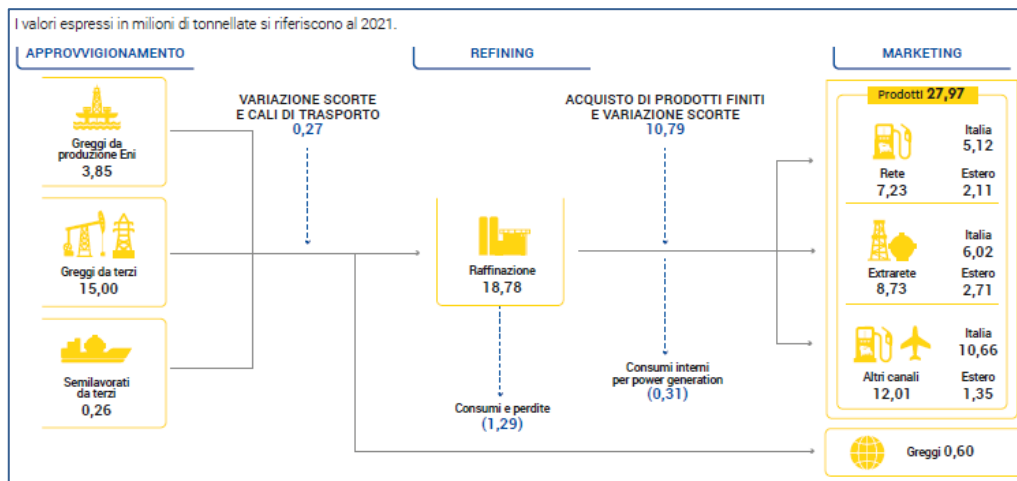 I valori espressi in milioni di tonnellate si riferiscono al 2021.
APPROVVIGIONAMENTO
REFINING
MARKETING
Greggi da
produzione Eni
3,85
Greggi da terzi
15,00
Semilavorati
da terzi
0,26
VARIAZIONE SCORTE
E CALI DI TRASPORTO
0,27
Raffinazione
18,78
Consumi e perdite
(1,29)
ACQUISTO DI PRODOTTI FINITI
E VARIAZIONE SCORTE
10,79
Consumi interni
per power generation
(0,31)
Prodotti 27,97
Rete
7,23
Italia
5,12
Estero
2,11
Extrarete
8,73
Italia
6,02
Estero
2,71
Altri canali
12,01
Italia
10,66
Estero
1,35
Greggi 0,60